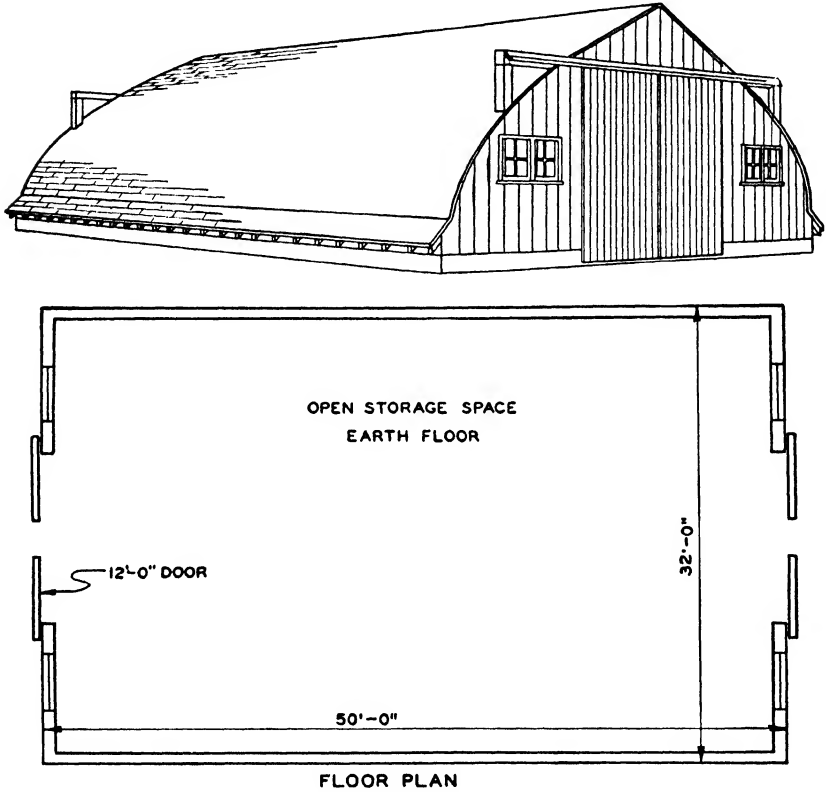 OPEN STORAGE SPACE
EARTH FLOOR
32'-0"
12'-0" DOOR
50'-0"
FLOOR PLAN